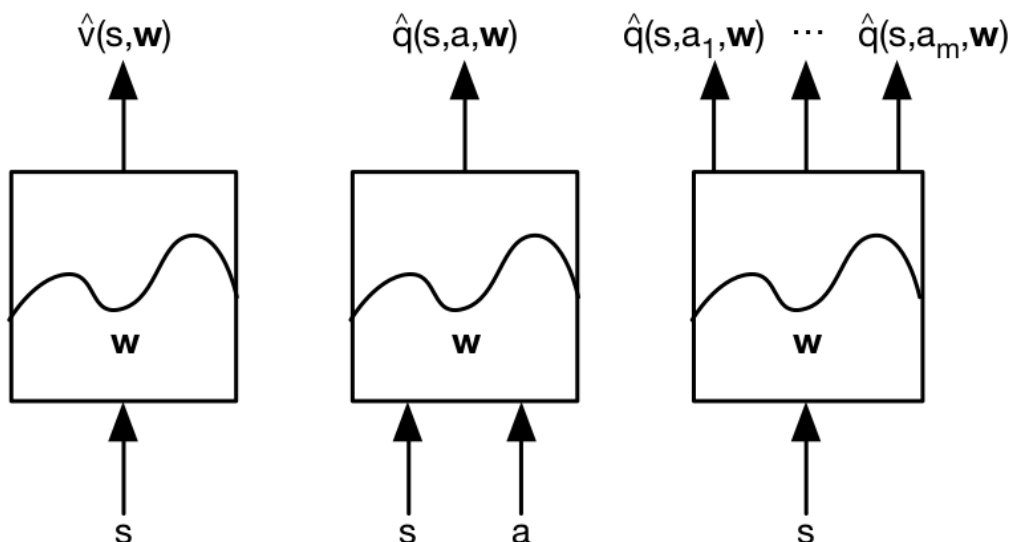 v̂(s,w) q̂(s,a,w) q̂(s,a₁,w) ⋯ q̂(s,aₘ,w)
w w w
s s a s